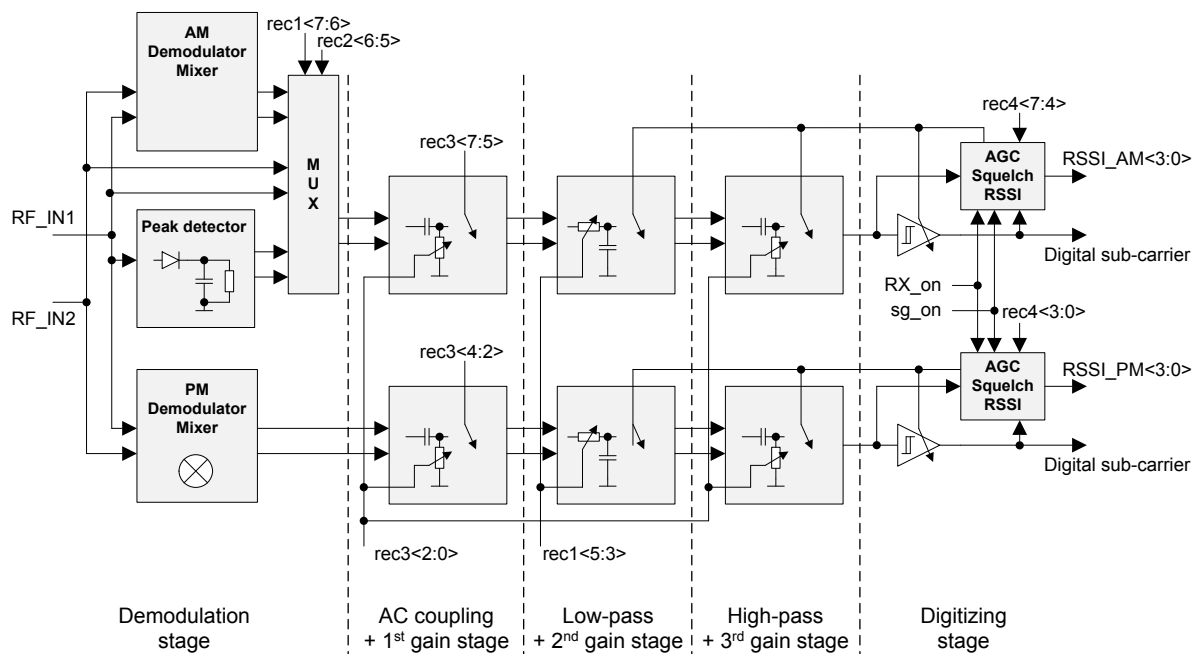 rec1<7:6>
rec2<6:5>
AM
Demodulator
Mixer
MUX
RF_IN1
RF_IN2
Peak detector
PM
Demodulator
Mixer
rec3<7:5>
rec3<4:2>
rec3<2:0>
rec1<5:3>
rec4<7:4>
AGC
Squelch
RSSI
RSSI_AM<3:0>
Digital sub-carrier
RX_on
sg_on
rec4<3:0>
AGC
Squelch
RSSI
RSSI_PM<3:0>
Digital sub-carrier
Demodulation
stage
AC coupling
+ 1st gain stage
Low-pass
+ 2nd gain stage
High-pass
+ 3rd gain stage
Digitizing
stage